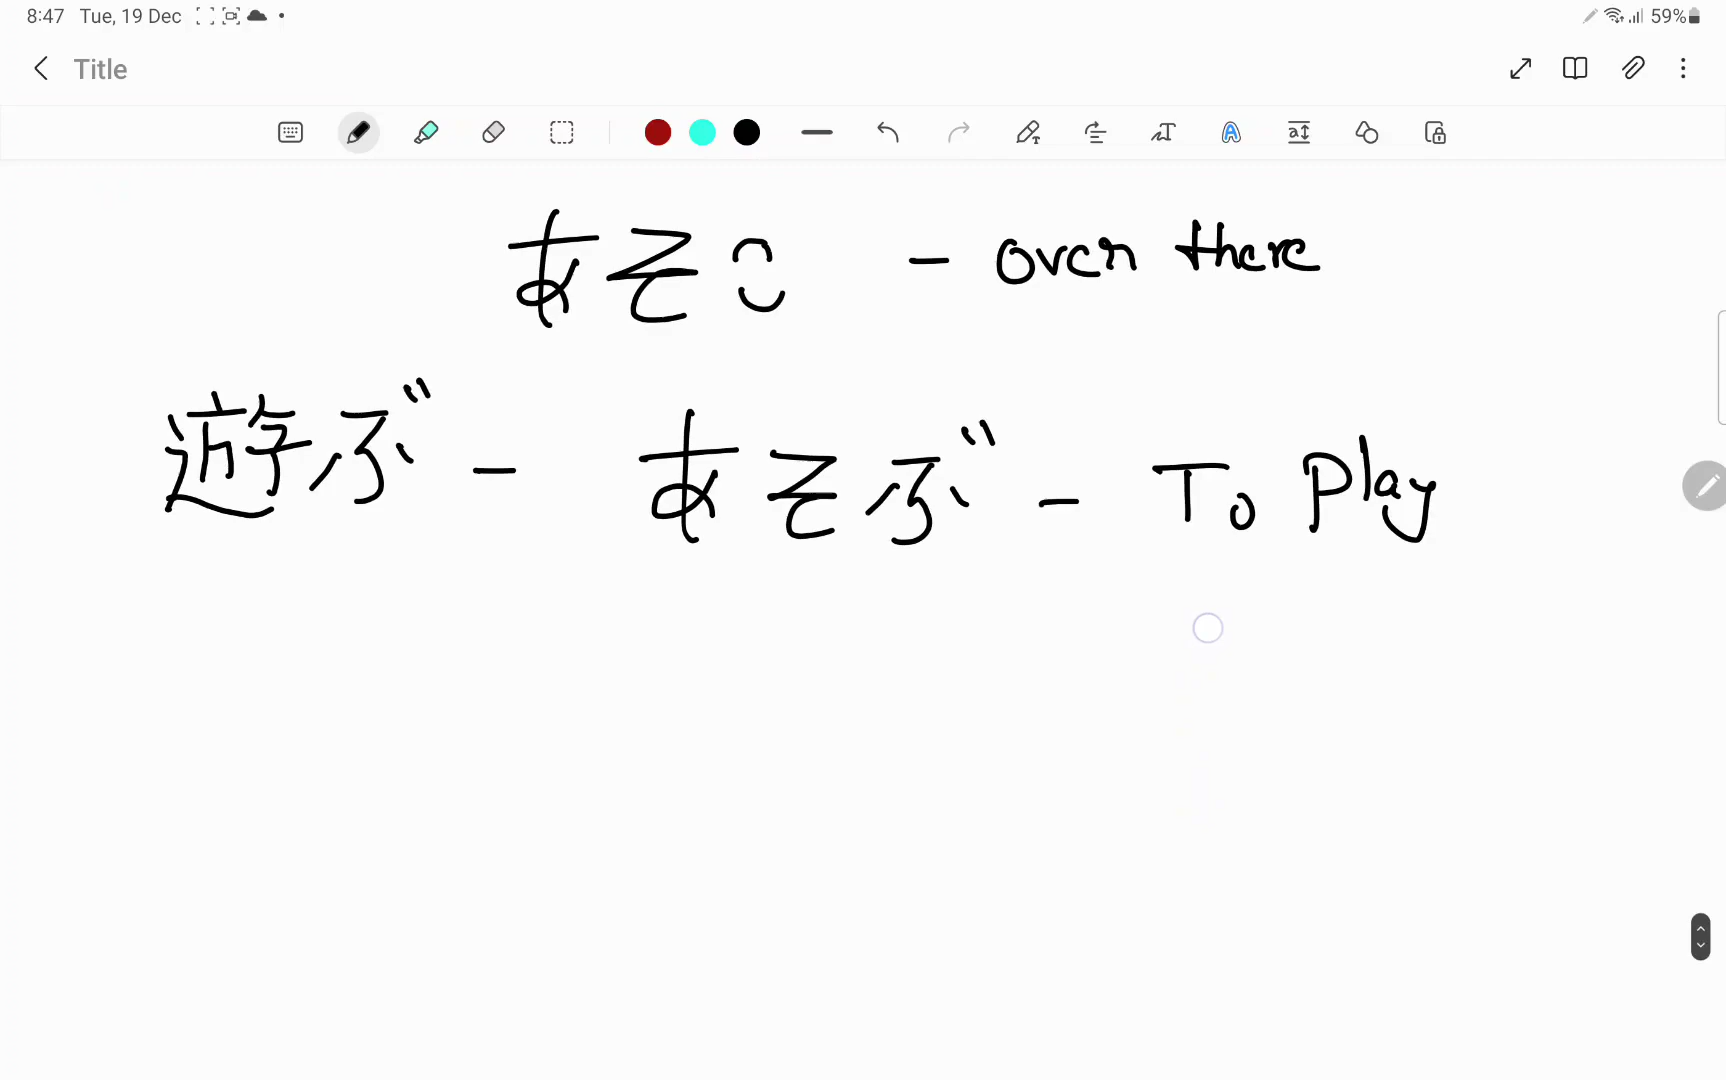 8:47 Tue, 19 Dec 59%
Title
あそこ - over there
遊ぶ - あそぶ - To Play